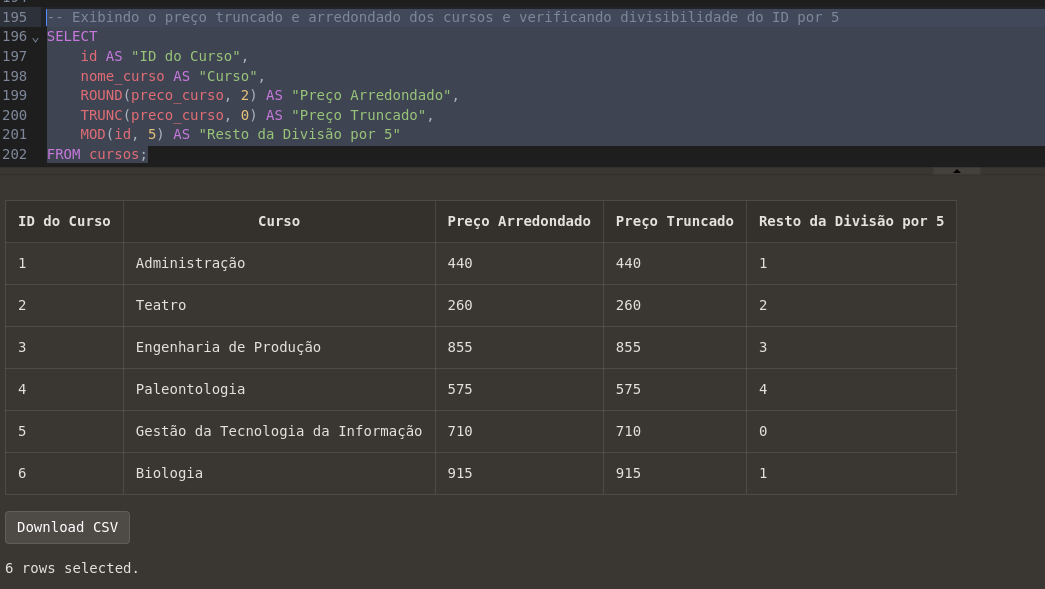 195 -- Exibindo o preço truncado e arredondado dos cursos e verificando divisibilidade do ID por 5
196 SELECT
197 id AS "ID do Curso",
198 nome_curso AS "Curso",
199 ROUND(preco_curso, 2) AS "Preço Arredondado",
200 TRUNC(preco_curso, 0) AS "Preço Truncado",
201 MOD(id, 5) AS "Resto da Divisão por 5"
202 FROM cursos;
ID do Curso Curso Preço Arredondado Preço Truncado Resto da Divisão por 5
1 Administração 440 440 1
2 Teatro 260 260 2
3 Engenharia de Produção 855 855 3
4 Paleontologia 575 575 4
5 Gestão da Tecnologia da Informação 710 710 0
6 Biologia 915 915 1
Download CSV
6 rows selected.